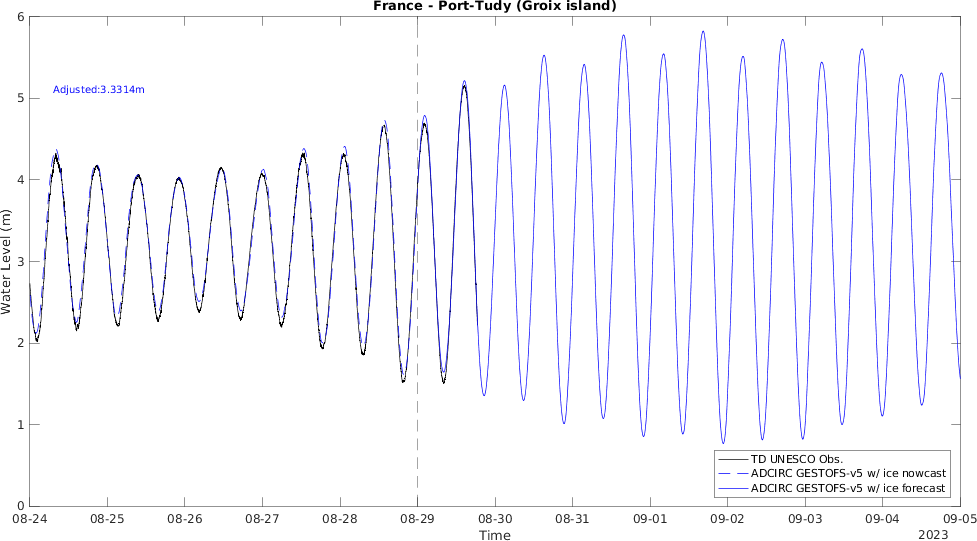 France - Port-Tudy (Groix island)
6
5
4
3
2
1
0
Water Level (m)
Adjusted:3.3314m
TD UNESCO Obs.
ADCIRC GESTOFS-v5 w/ ice nowcast
ADCIRC GESTOFS-v5 w/ ice forecast
08-24 08-25 08-26 08-27 08-28 08-29 08-30 08-31 09-01 09-02 09-03 09-04 09-05
Time
2023